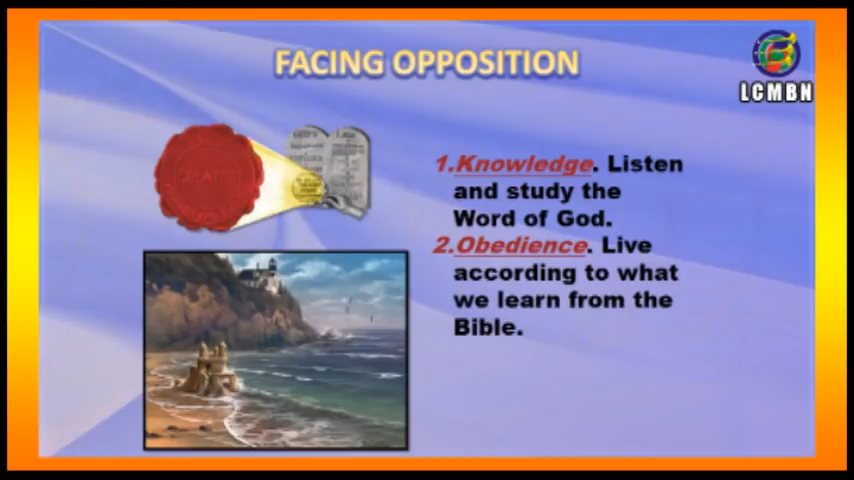 FACING OPPOSITION
LCMBN
1.Knowledge. Listen
and study the
Word of God.
2.Obedience. Live
according to what
we learn from the
Bible.